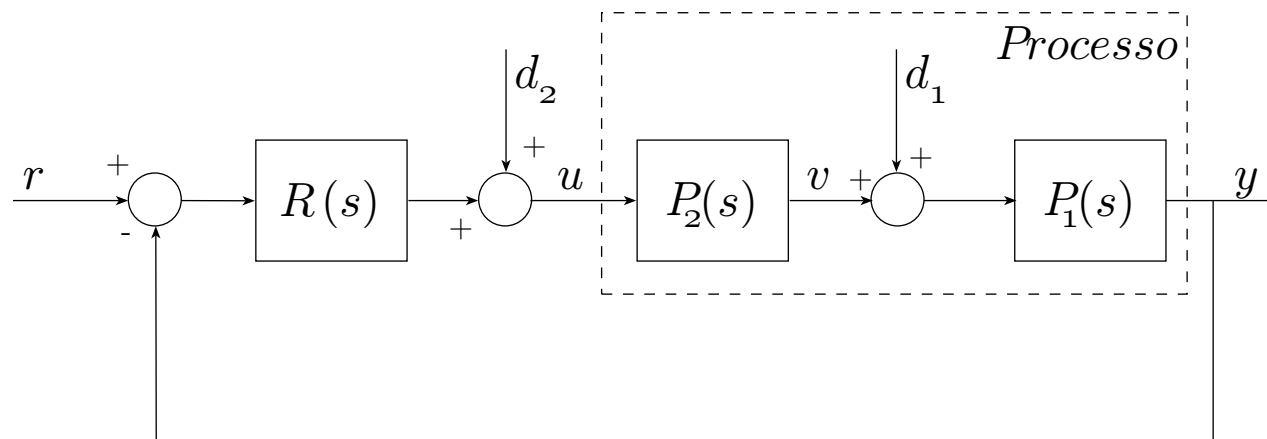 Processo
d₂
d₁
r
+
-
R(s)
+
+
u
P₂(s)
v
+
+
P₁(s)
y